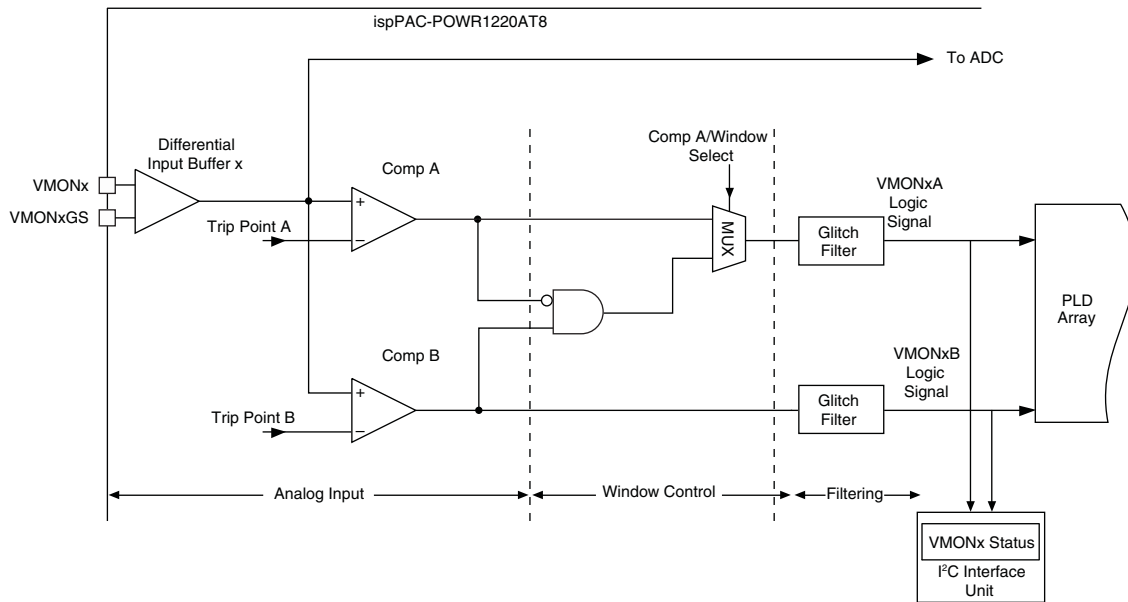 ispPAC-POWR1220AT8
To ADC
Differential
Input Buffer x
Comp A/Window
Select
Comp A
VMONx
VMONxGS
+
–
Trip Point A
MUX
VMONxA
Logic
Signal
Glitch
Filter
PLD
Array
Comp B
+
–
Trip Point B
VMONxB
Logic
Signal
Glitch
Filter
Analog Input
Window Control
Filtering
VMONx Status
I²C Interface
Unit